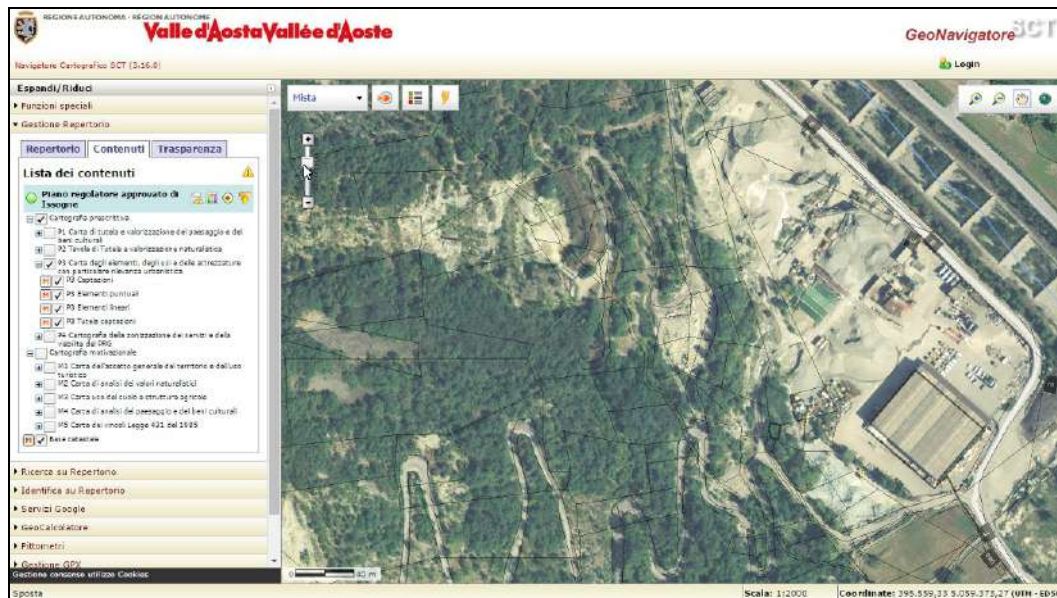 REGIONE AUTONOMA - REGION AUTONOME
Valle d'Aosta Vallée d'Aoste
GeoNavigatore SCT
Navigatore Cartografico SCT (3.16.0)
Login
Espandi/Riduci
Funzioni speciali
Gestione Repertorio
Repertorio Contenuti Trasparenza
Lista dei contenuti
Piano regolatore approvato di
Issogne
Cartografia prescrittiva
P1 Carta di tutela e valorizzazione del paesaggio e dei
beni culturali
P2 Tavola di Tutela e valorizzazione naturalistica
P3 Carta degli elementi, degli usi e delle attrezzature
con particolare rilevanza urbanistica
P3 Captazioni
P3 Elementi puntuali
P3 Elementi lineari
P3 Tutele captazioni
P4 Cartografia della zonizzazione dei servizi e della
viabilita del PRG
Cartografia motivazionale
M1 Carta dell'assetto generale del territorio e dell'uso
turistico
M2 Carta di analisi dei valori naturalistici
M3 Carta uso del suolo e struttura agricola
M4 Carta di analisi del paesaggio e dei beni culturali
M5 Carta dei vincoli Legge 431 del 1985
Base catastale
Ricerca su Repertorio
Identifica su Repertorio
Servizi Google
GeoCalcolatore
Pittometri
Gestione GPX
Gestione consenso utilizzo Cookies
Mista
0 40 m
Sposta
Scala: 1:2000
Coordinate: 395.559,33 5.059.373,27 (UTM - ED5